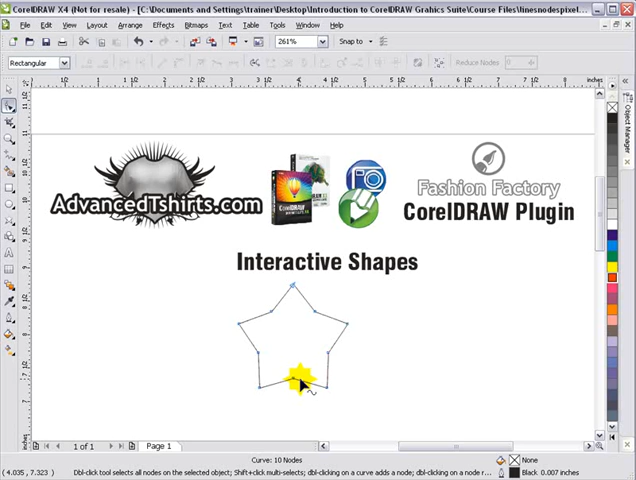 CorelDRAW X4 (Not for resale) - [C:\Documents and Settings\trainer\Desktop\Introduction to CorelDRAW Grahics Suite\Course Files\linesnodespixel...
File Edit View Layout Arrange Effects Bitmaps Text Table Tools Window Help
261% Snap to
Rectangular Reduce Nodes 0
inches
Object Manager
AdvancedTshirts.com
CorelDRAW
Fashion Factory
CorelDRAW Plugin
Interactive Shapes
1 of 1 Page 1
Curve: 10 Nodes None
(4.035, 7.323) Dbl-click tool selects all nodes on the selected object; Shift+click multi-selects; dbl-clicking on a curve adds a node; dbl-clicking on a node r... Black 0.007 inches